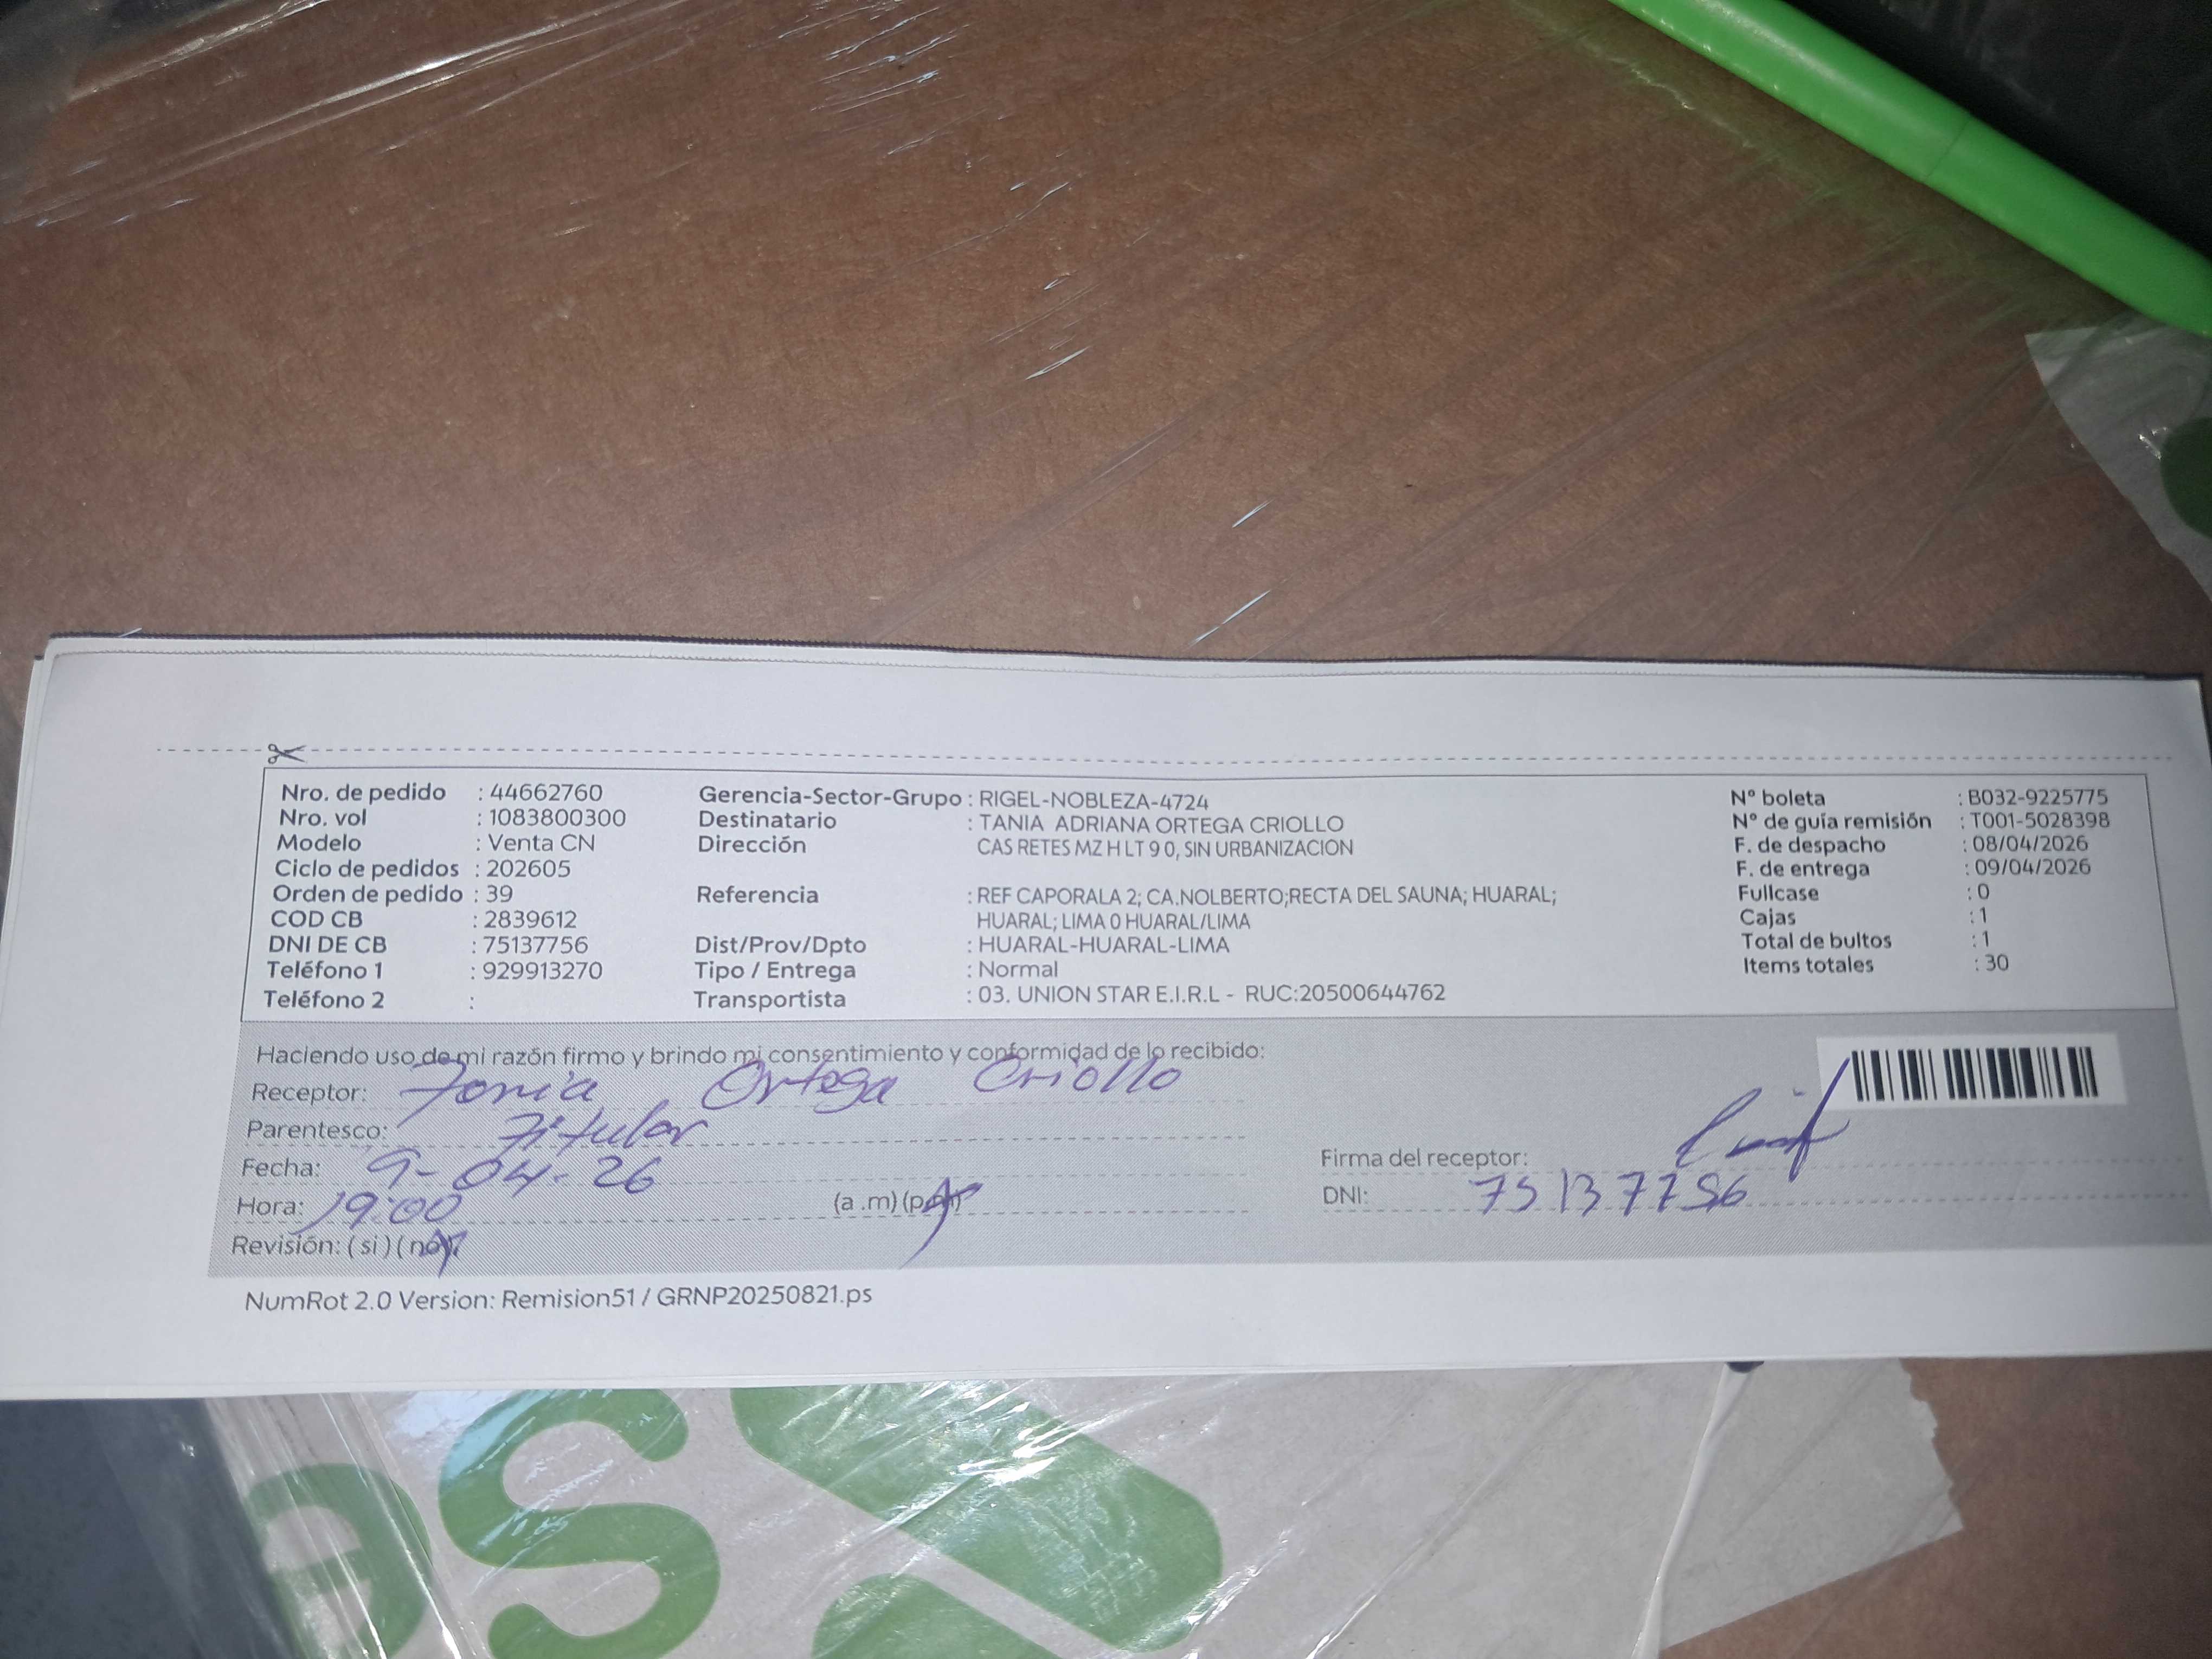 Nro. de pedido : 44662760
Nro. vol : 1083800300
Modelo : Venta CN
Ciclo de pedidos : 202605
Orden de pedido : 39
COD CB : 2839612
DNI DE CB : 75137756
Teléfono 1 : 929913270
Teléfono 2 :
Gerencia-Sector-Grupo : RIGEL-NOBLEZA-4724
Destinatario : TANIA ADRIANA ORTEGA CRIOLLO
Dirección CAS RETES MZ H LT 9 0, SIN URBANIZACION
Referencia : REF CAPORALA 2; CA.NOLBERTO;RECTA DEL SAUNA; HUARAL;
HUARAL; LIMA 0 HUARAL/LIMA
Dist/Prov/Dpto : HUARAL-HUARAL-LIMA
Tipo / Entrega : Normal
Transportista : 03. UNION STAR E.I.R.L - RUC:20500644762
N° boleta : B032-9225775
N° de guía remisión : T001-5028398
F. de despacho : 08/04/2026
F. de entrega : 09/04/2026
Fullcase : 0
Cajas : 1
Total de bultos : 1
Items totales : 30
Haciendo uso de mi razón firmo y brindo mi consentimiento y conformidad de lo recibido:
Receptor: Tania Ortega Criollo
Parentesco: Titular
Fecha: 9-04-26
Hora: 19:00 (a .m) (p.m)
Revisión: (si) (no)
Firma del receptor:
DNI: 75137756
NumRot 2.0 Version: Remision51 / GRNP20250821.ps